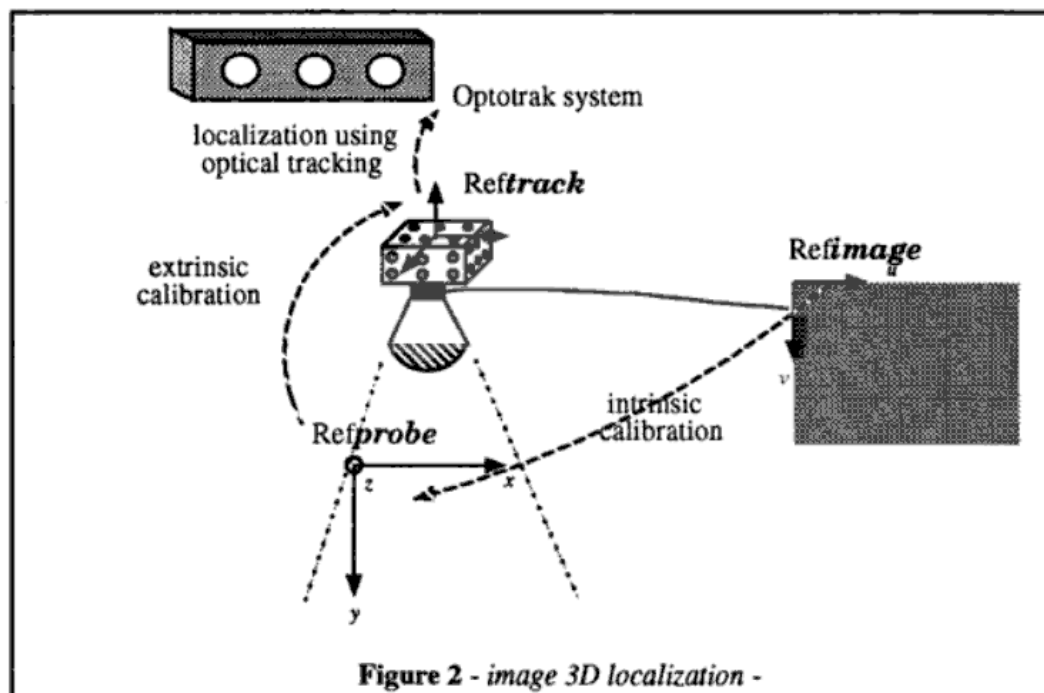 Optotrak system
localization using
optical tracking
Reftrack
extrinsic
calibration
Refimage
u
v
intrinsic
calibration
Refprobe
z
x
y
Figure 2 - image 3D localization -